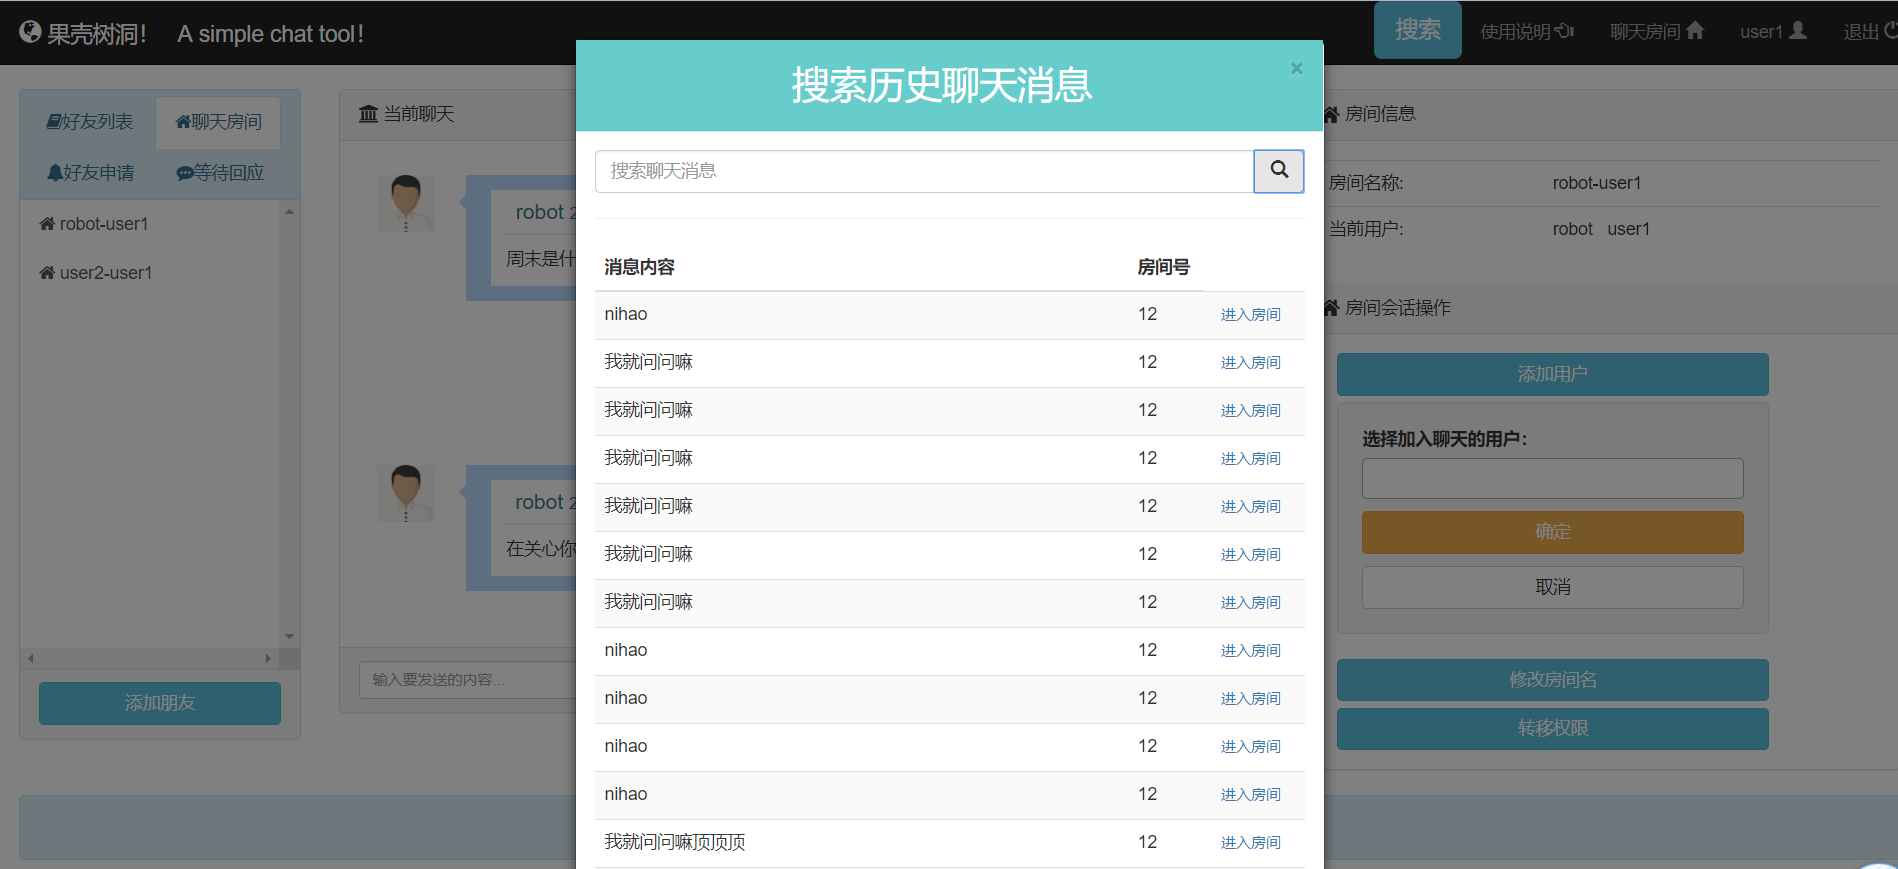 果壳树洞！ A simple chat tool！
搜索 使用说明 聊天房间 user1 退出
好友列表 聊天房间
好友申请 等待回应
robot-user1
user2-user1
添加朋友
当前聊天
robot 2
周末是什
robot 2
在关心你
输入要发送的内容...
搜索历史聊天消息
×
搜索聊天消息
消息内容 房间号
nihao 12 进入房间
我就问问嘛 12 进入房间
我就问问嘛 12 进入房间
我就问问嘛 12 进入房间
我就问问嘛 12 进入房间
我就问问嘛 12 进入房间
我就问问嘛 12 进入房间
nihao 12 进入房间
nihao 12 进入房间
nihao 12 进入房间
nihao 12 进入房间
我就问问嘛顶顶顶 12 进入房间
房间信息
房间名称: robot-user1
当前用户: robot user1
房间会话操作
添加用户
选择加入聊天的用户：
确定
取消
修改房间名
转移权限